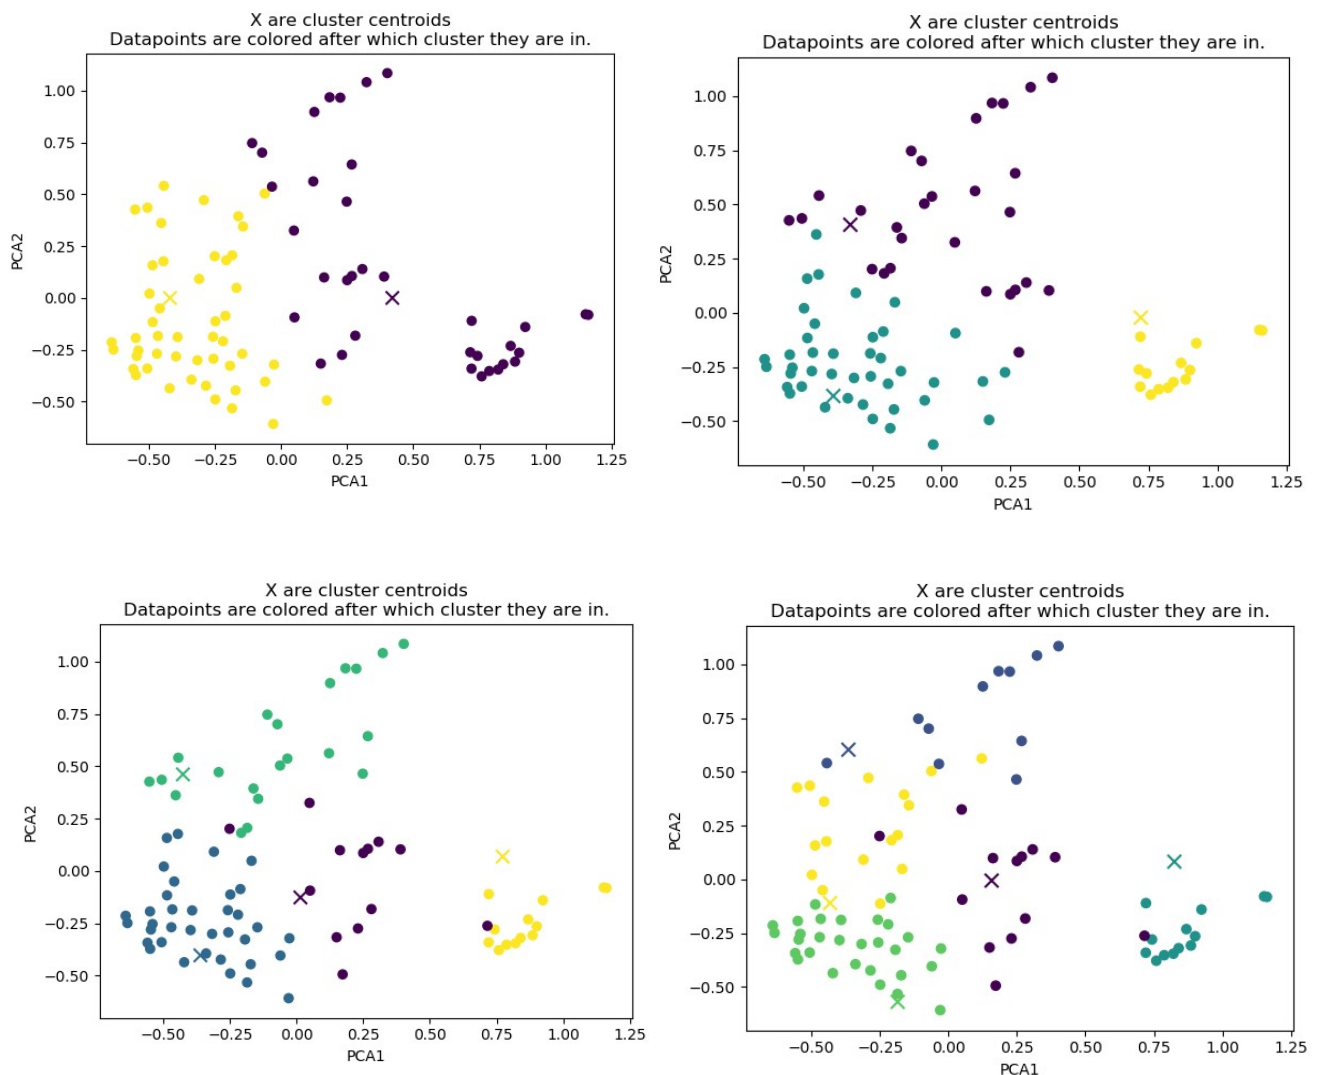 X are cluster centroids
Datapoints are colored after which cluster they are in.
1.00
0.75
0.50
0.25
0.00
−0.25
−0.50
PCA2
−0.50 −0.25 0.00 0.25 0.50 0.75 1.00 1.25
PCA1
X are cluster centroids
Datapoints are colored after which cluster they are in.
1.00
0.75
0.50
0.25
0.00
−0.25
−0.50
PCA2
−0.50 −0.25 0.00 0.25 0.50 0.75 1.00 1.25
PCA1
X are cluster centroids
Datapoints are colored after which cluster they are in.
1.00
0.75
0.50
0.25
0.00
−0.25
−0.50
PCA2
−0.50 −0.25 0.00 0.25 0.50 0.75 1.00 1.25
PCA1
X are cluster centroids
Datapoints are colored after which cluster they are in.
1.00
0.75
0.50
0.25
0.00
−0.25
−0.50
PCA2
−0.50 −0.25 0.00 0.25 0.50 0.75 1.00 1.25
PCA1